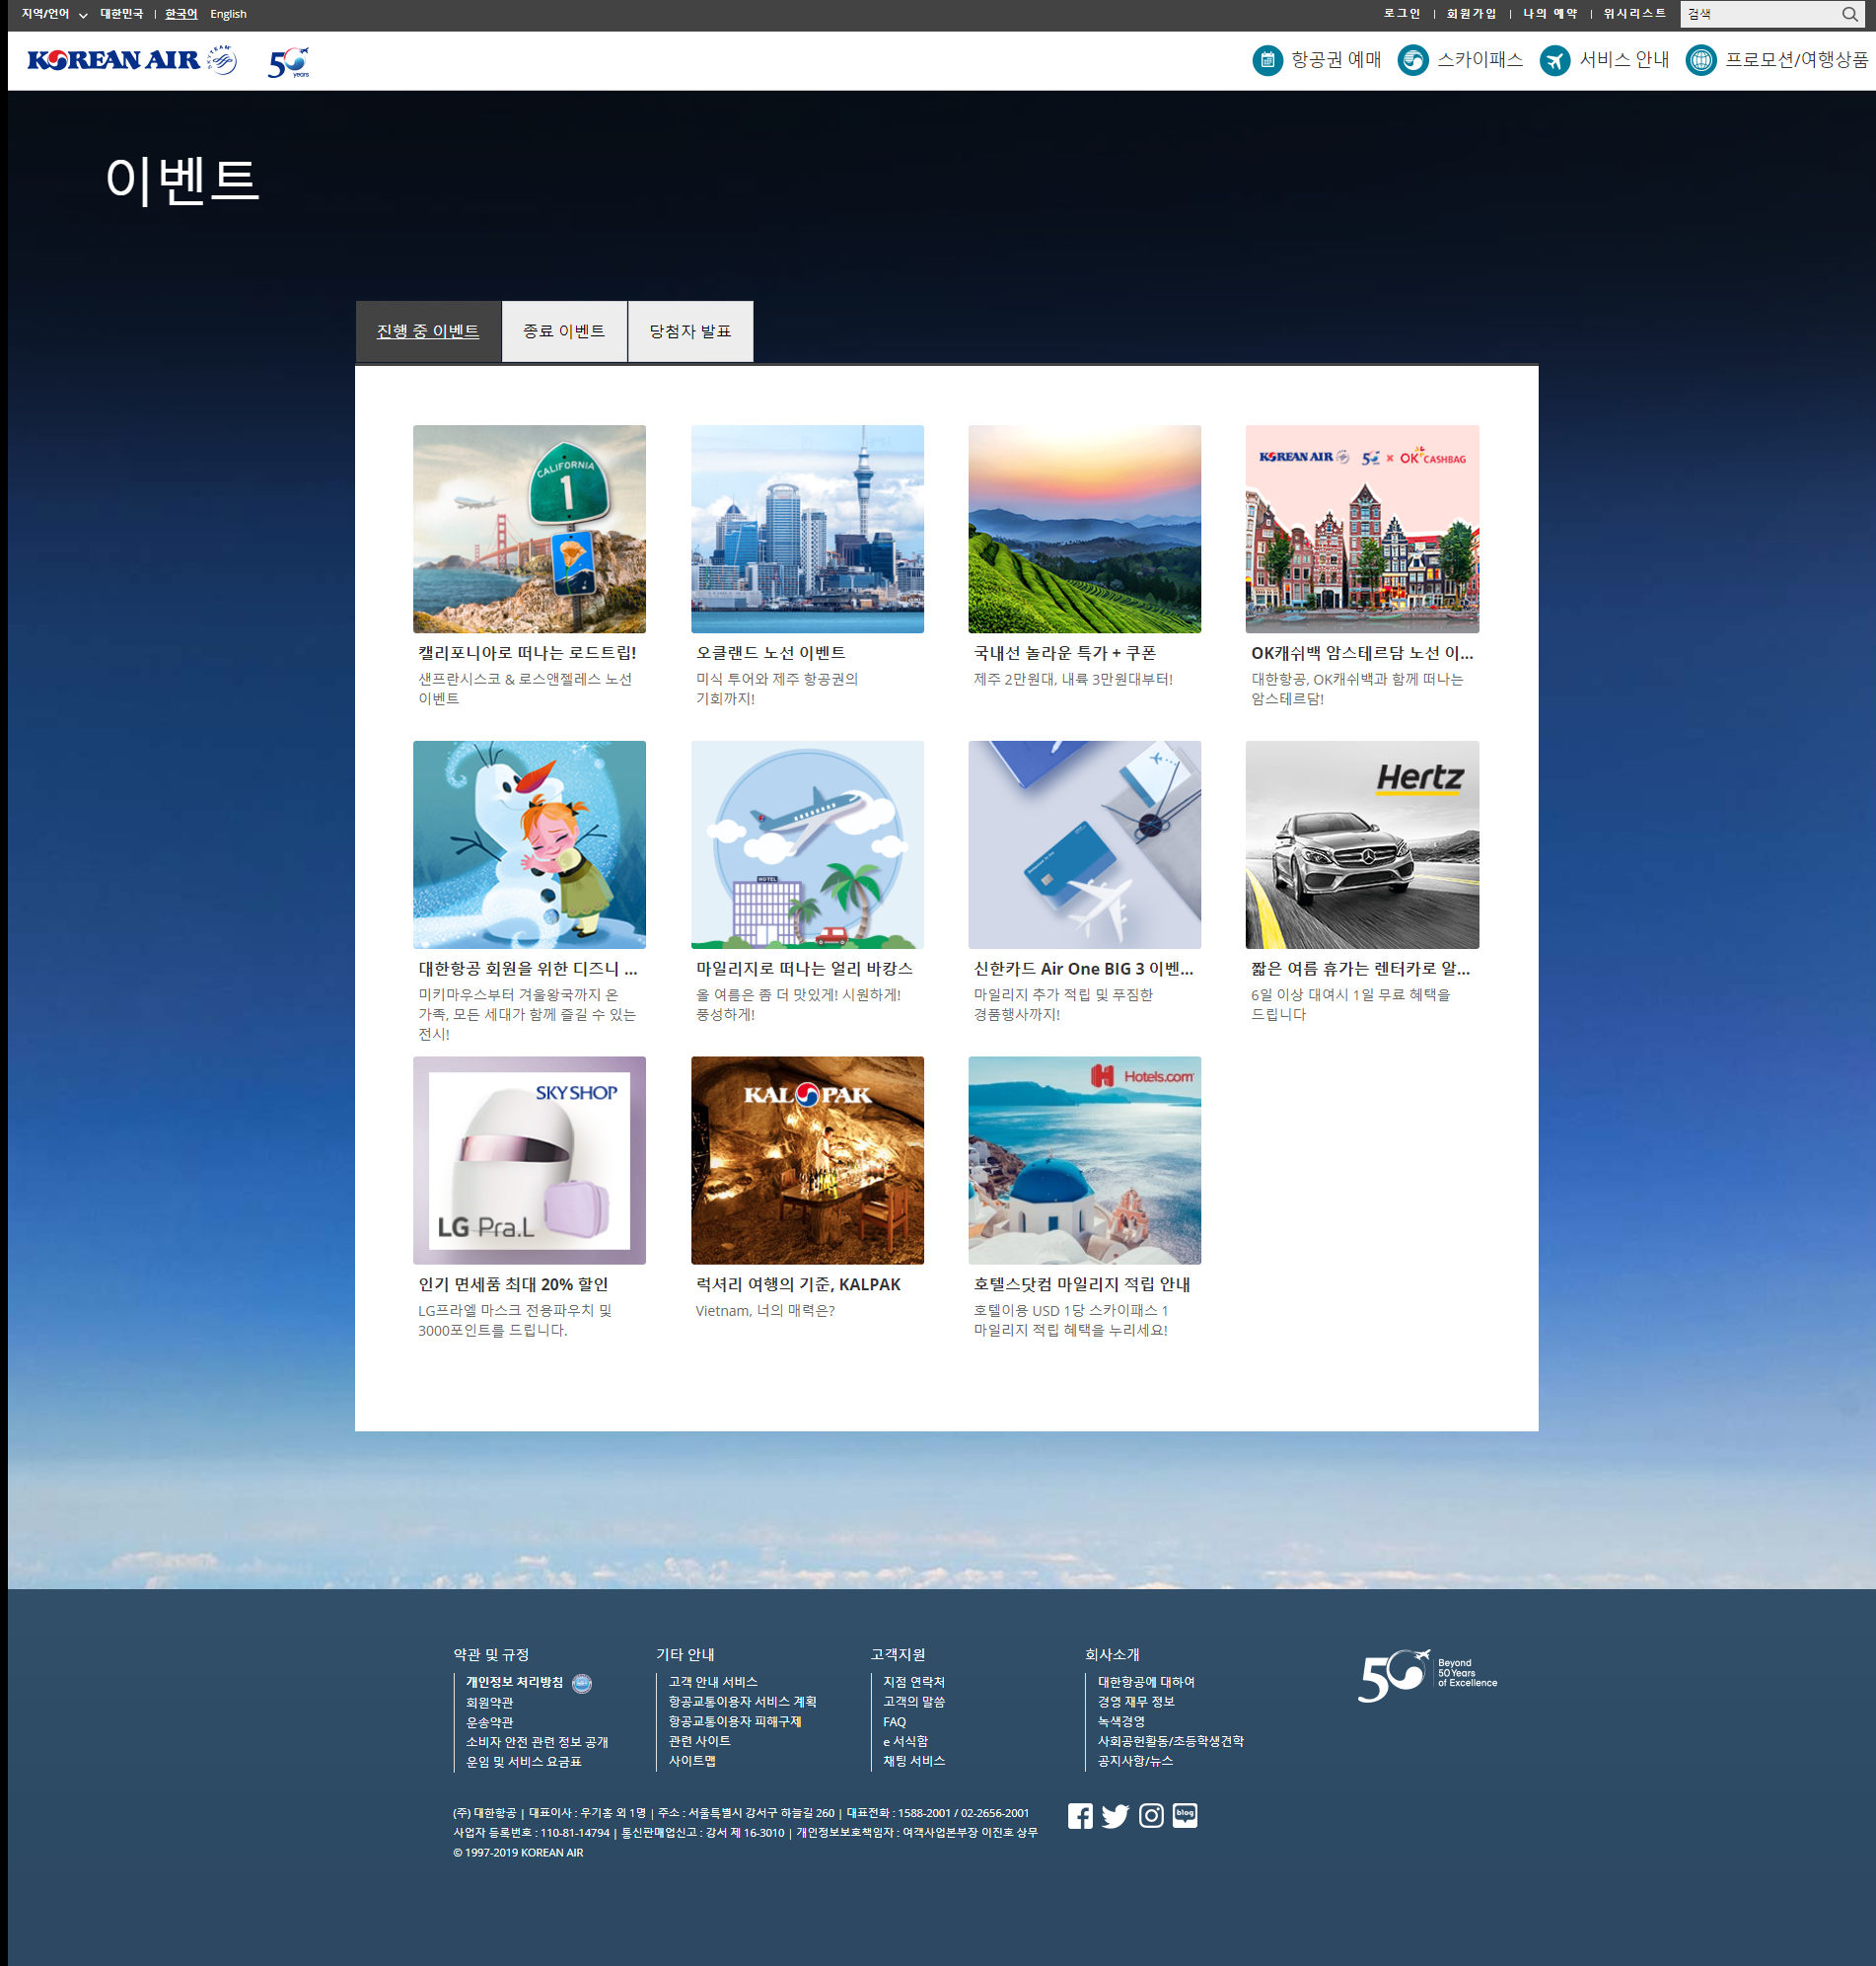 지역/언어 대한민국 | 한국어 English
로그인 | 회원가입 | 나의 예약 | 위시리스트 검색
KOREAN AIR SKYTEAM 50 years
항공권 예매 스카이패스 서비스 안내 프로모션/여행상품
이벤트
진행 중 이벤트 종료 이벤트 당첨자 발표
CALIFORNIA
1
캘리포니아로 떠나는 로드트립!
샌프란시스코 & 로스앤젤레스 노선
이벤트
오클랜드 노선 이벤트
미식 투어와 제주 항공권의
기회까지!
국내선 놀라운 특가 + 쿠폰
제주 2만원대, 내륙 3만원대부터!
KOREAN AIR 50 × OK CASHBAG
OK캐쉬백 암스테르담 노선 이...
대한항공, OK캐쉬백과 함께 떠나는
암스테르담!
대한항공 회원을 위한 디즈니 ...
미키마우스부터 겨울왕국까지 온
가족, 모든 세대가 함께 즐길 수 있는
전시!
HOTEL
마일리지로 떠나는 얼리 바캉스
올 여름은 좀 더 맛있게! 시원하게!
풍성하게!
신한카드 Air One BIG 3 이벤...
마일리지 추가 적립 및 푸짐한
경품행사까지!
Hertz
짧은 여름 휴가는 렌터카로 알...
6일 이상 대여시 1일 무료 혜택을
드립니다
SKYSHOP
LG Pra.L
인기 면세품 최대 20% 할인
LG프라엘 마스크 전용파우치 및
3000포인트를 드립니다.
KALPAK
럭셔리 여행의 기준, KALPAK
Vietnam, 너의 매력은?
Hotels.com
호텔스닷컴 마일리지 적립 안내
호텔이용 USD 1당 스카이패스 1
마일리지 적립 혜택을 누리세요!
약관 및 규정
개인정보 처리방침
회원약관
운송약관
소비자 안전 관련 정보 공개
운임 및 서비스 요금표
기타 안내
고객 안내 서비스
항공교통이용자 서비스 계획
항공교통이용자 피해구제
관련 사이트
사이트맵
고객지원
지점 연락처
고객의 말씀
FAQ
e 서식함
채팅 서비스
회사소개
대한항공에 대하여
경영 재무 정보
녹색경영
사회공헌활동/초등학생견학
공지사항/뉴스
50
Beyond
50 Years
of Excellence
(주) 대한항공 | 대표이사 : 우기홍 외 1명 | 주소 : 서울특별시 강서구 하늘길 260 | 대표전화 : 1588-2001 / 02-2656-2001
사업자 등록번호 : 110-81-14794 | 통신판매업신고 : 강서 제 16-3010 | 개인정보보호책임자 : 여객사업본부장 이진호 상무
© 1997-2019 KOREAN AIR
blog